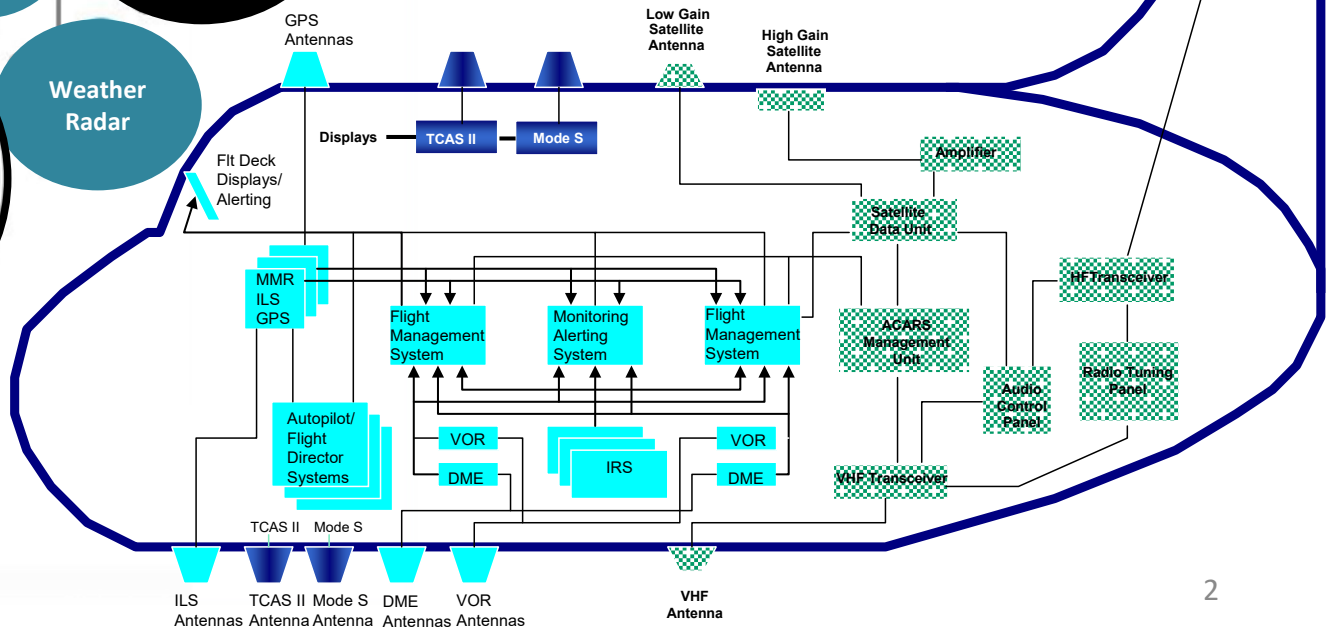 GPS
Antennas
Low Gain
Satellite
Antenna
High Gain
Satellite
Antenna
Weather
Radar
Displays
TCAS II
Mode S
Amplifier
Flt Deck
Displays/
Alerting
Satellite
Data Unit
MMR
ILS
GPS
HFTransceiver
Flight
Management
System
Monitoring
Alerting
System
Flight
Management
System
ACARS
Management
Unit
Radio Tuning
Panel
Audio
Control
Panel
Autopilot/
Flight
Director
Systems
VOR
DME
IRS
VOR
DME
VHF Transceiver
TCAS II
Mode S
ILS
Antennas
TCAS II
Antenna
Mode S
Antenna
DME
Antennas
VOR
Antennas
VHF
Antenna
2